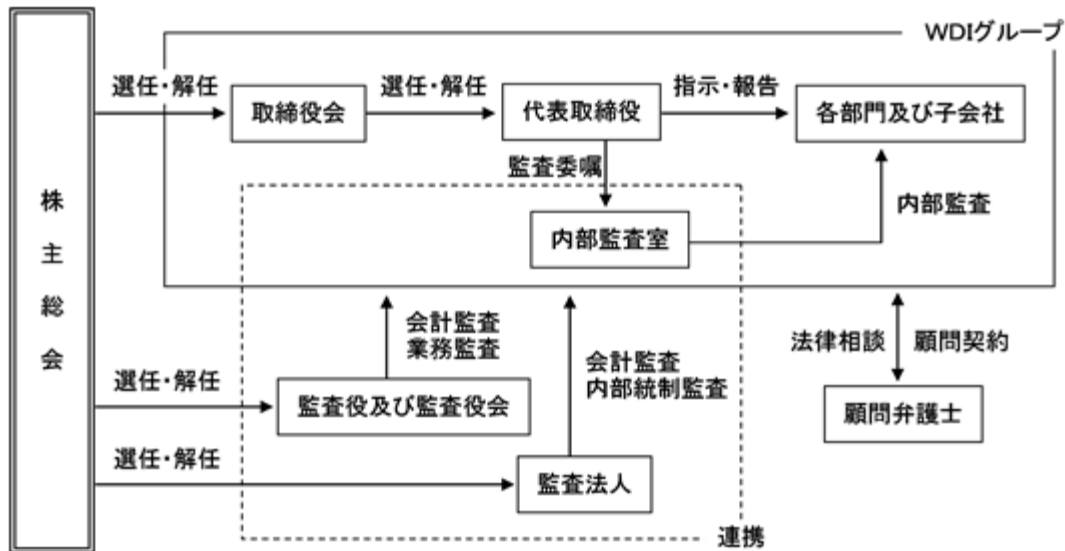 WDIグループ
選任・解任
取締役会
選任・解任
代表取締役
指示・報告
各部門及び子会社
監査委嘱
内部監査室
内部監査
株主総会
会計監査
業務監査
会計監査
内部統制監査
法律相談
顧問契約
選任・解任
監査役及び監査役会
顧問弁護士
選任・解任
監査法人
連携